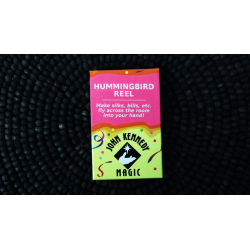 HUMMINGBIRD
REEL
Make silks, bills, etc.
fly across the room
into your hand!
JOHN KENNEDY
MAGIC